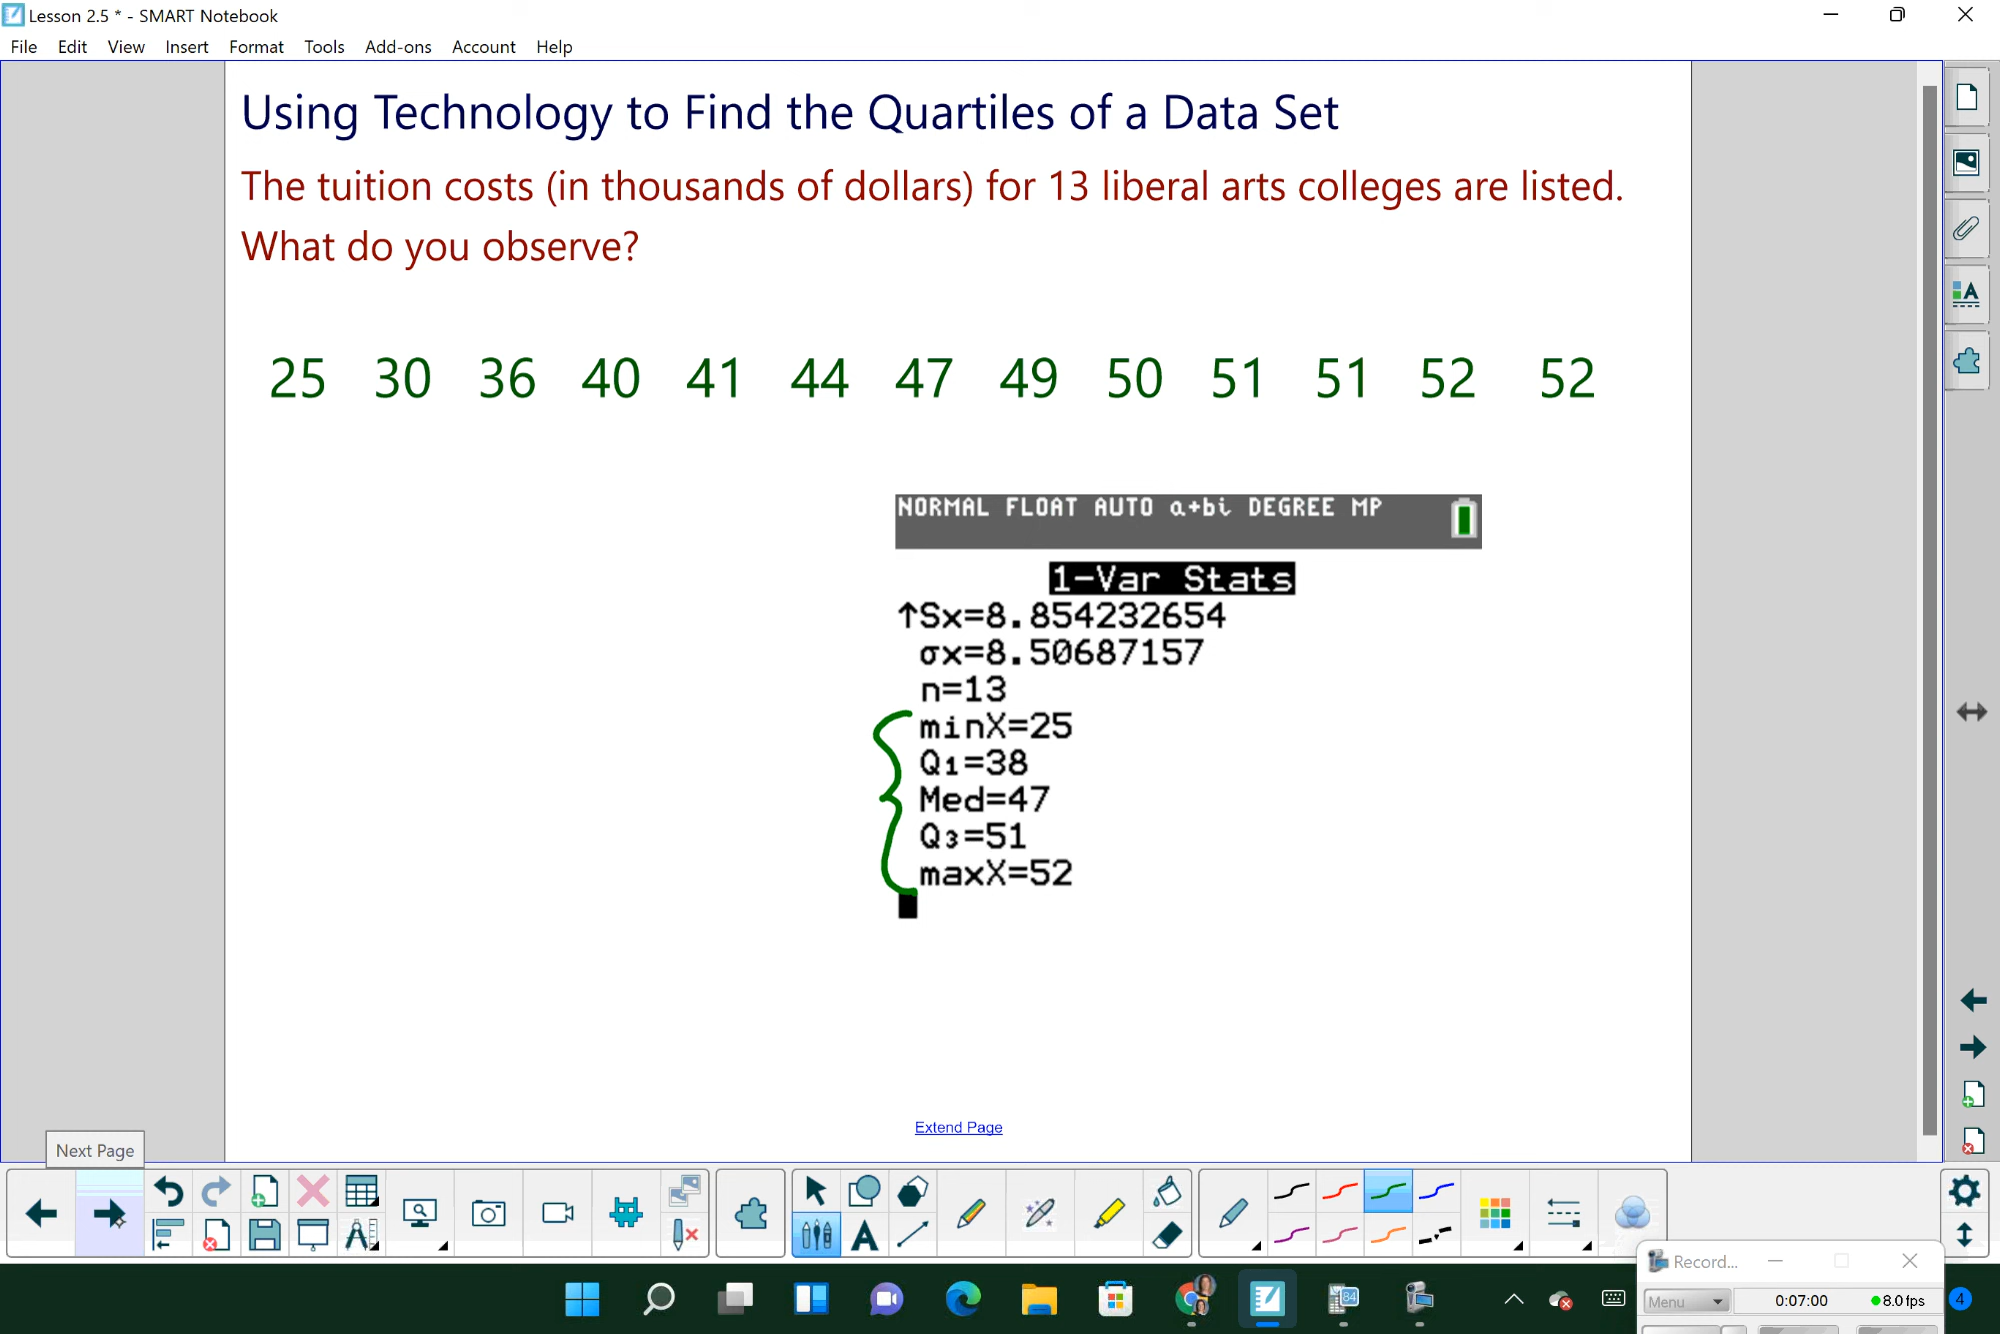 Lesson 2.5 * - SMART Notebook
File Edit View Insert Format Tools Add-ons Account Help
Using Technology to Find the Quartiles of a Data Set
The tuition costs (in thousands of dollars) for 13 liberal arts colleges are listed.
What do you observe?
25 30 36 40 41 44 47 49 50 51 51 52 52
NORMAL FLOAT AUTO a+bi DEGREE MP
1-Var Stats
↑Sx=8.854232654
σx=8.50687157
n=13
minX=25
Q₁=38
Med=47
Q₃=51
maxX=52
Extend Page
Next Page
Record...
Menu 0:07:00 8.0 fps
84
4